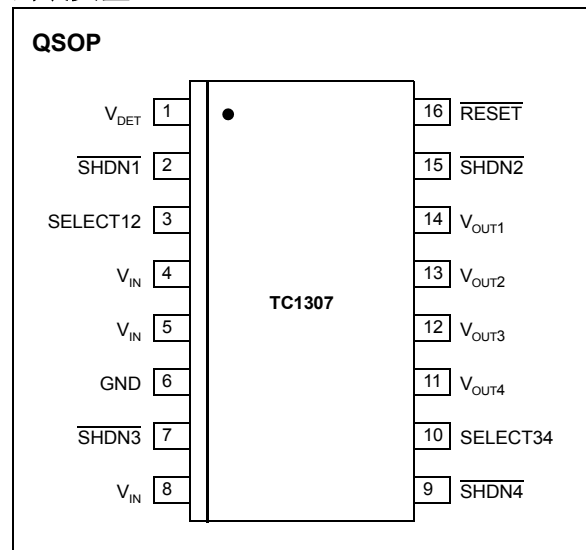 QSOP
V_DET 1
SHDN1 2
SELECT12 3
V_IN 4
V_IN 5
GND 6
SHDN3 7
V_IN 8
TC1307
16 RESET
15 SHDN2
14 V_OUT1
13 V_OUT2
12 V_OUT3
11 V_OUT4
10 SELECT34
9 SHDN4